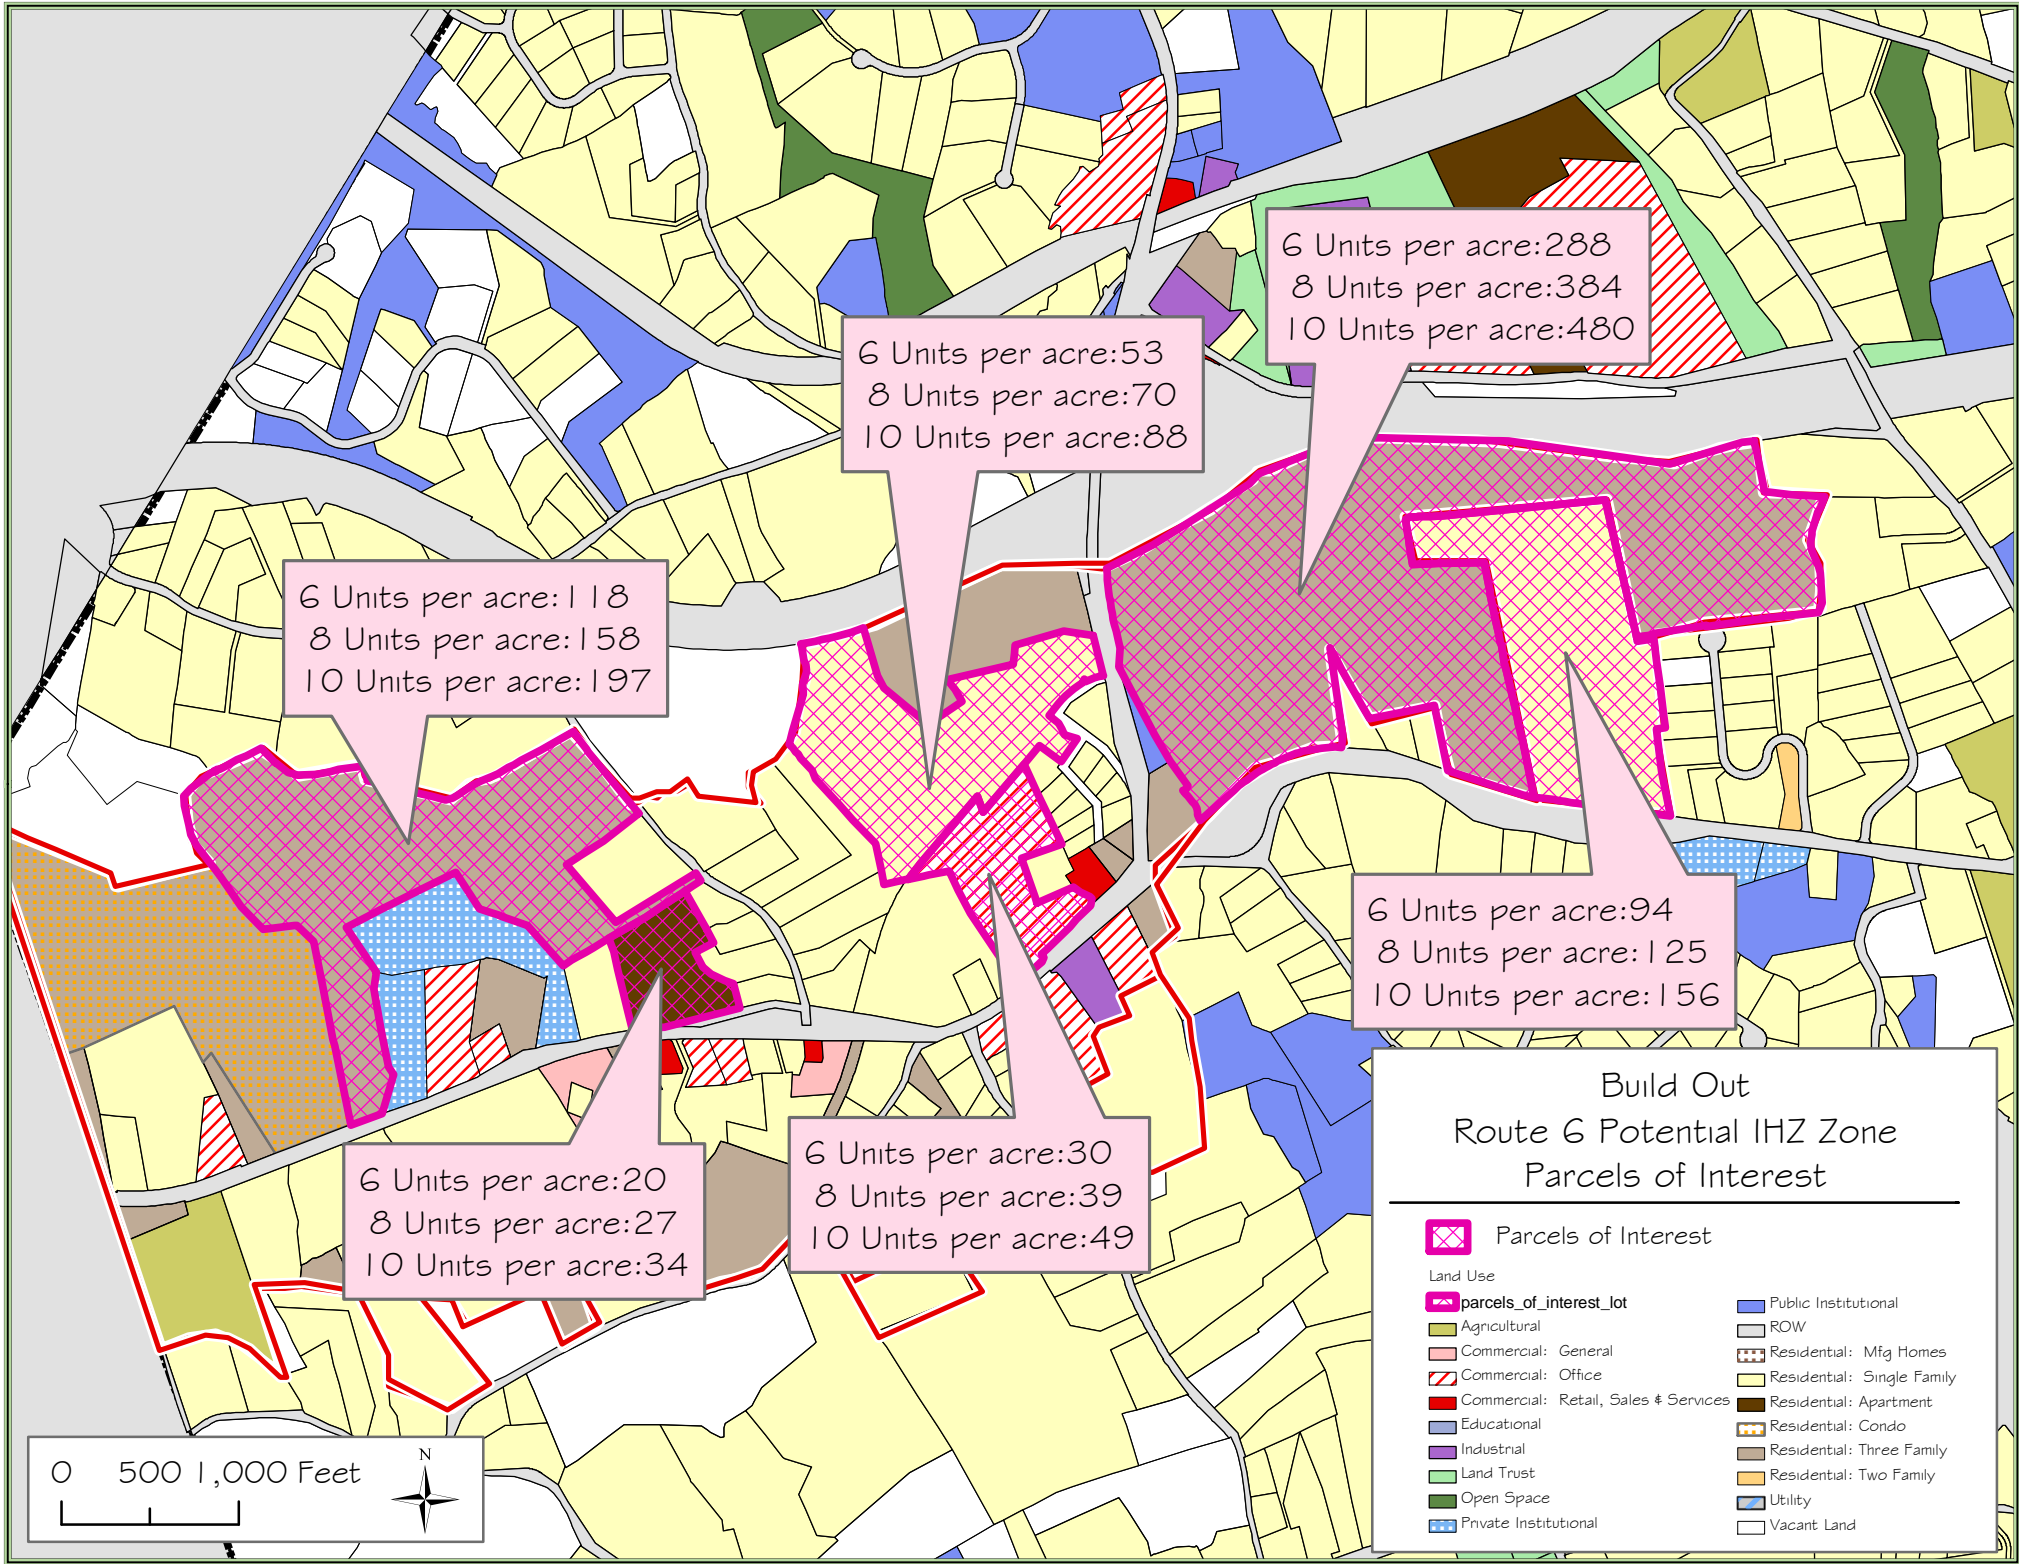 6 Units per acre:288
8 Units per acre:384
10 Units per acre:480
6 Units per acre:53
8 Units per acre:70
10 Units per acre:88
6 Units per acre:118
8 Units per acre:158
10 Units per acre:197
6 Units per acre:94
8 Units per acre:125
10 Units per acre:156
6 Units per acre:20
8 Units per acre:27
10 Units per acre:34
6 Units per acre:30
8 Units per acre:39
10 Units per acre:49
Build Out
Route 6 Potential IHZ Zone
Parcels of Interest
Parcels of Interest
Land Use
parcels_of_interest_lot
Agricultural
Commercial: General
Commercial: Office
Commercial: Retail, Sales & Services
Educational
Industrial
Land Trust
Open Space
Private Institutional
Public Institutional
ROW
Residential: Mfg Homes
Residential: Single Family
Residential: Apartment
Residential: Condo
Residential: Three Family
Residential: Two Family
Utility
Vacant Land
0 500 1,000 Feet
N